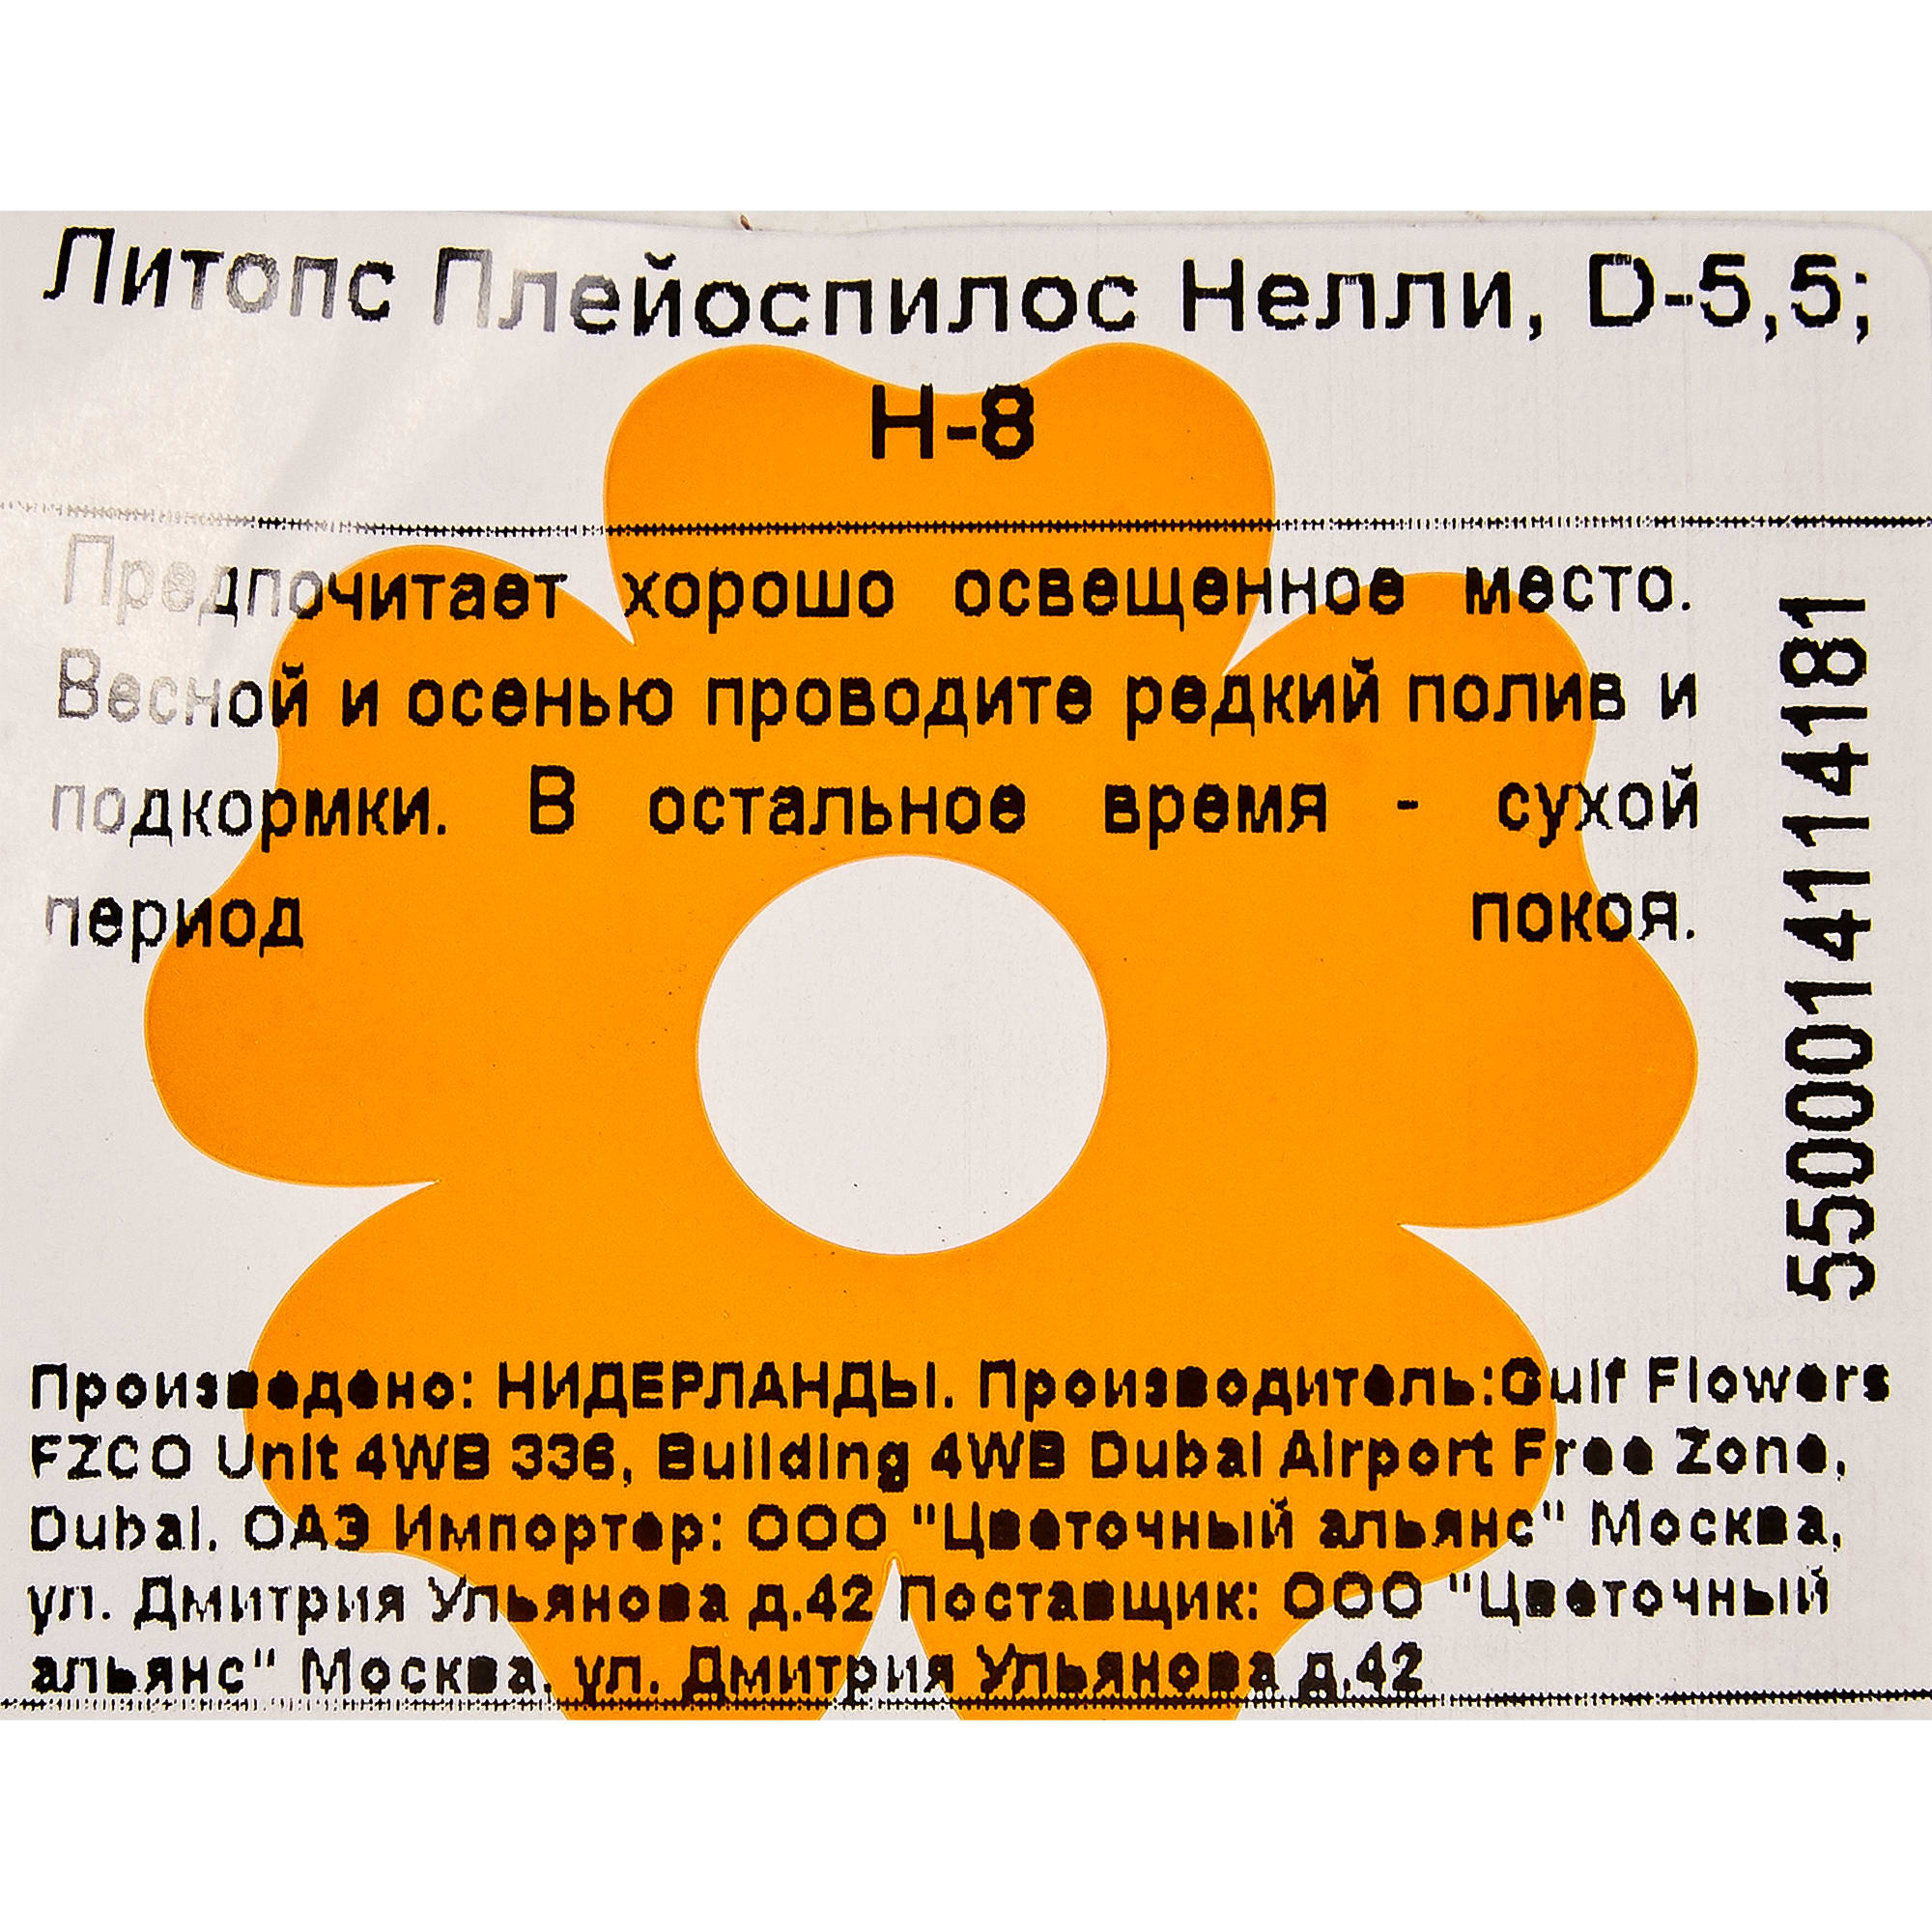 Литопс Плейоспилос Нелли, D-5,5;
H-8
Предпочитает хорошо освещенное место.
Весной и осенью проводите редкий полив и
подкормки. В остальное время - сухой
период покоя.
5500014114181
Произведено: НИДЕРЛАНДЫ. Производитель:Gulf Flowers
FZCO Unit 4WB 336, Building 4WB Dubai Airport Free Zone,
Dubai. ОАЭ Импортер: ООО "Цветочный альянс" Москва,
ул. Дмитрия Ульянова д.42 Поставщик: ООО "Цветочный
альянс" Москва, ул. Дмитрия Ульянова д.42